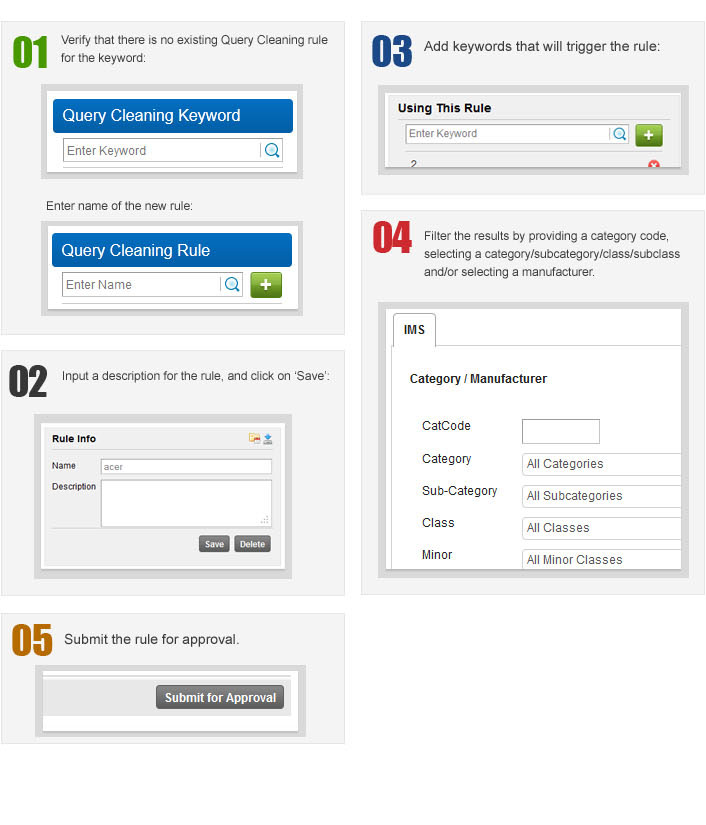 01
Verify that there is no existing Query Cleaning rule
for the keyword:
Query Cleaning Keyword
Enter Keyword
Enter name of the new rule:
Query Cleaning Rule
Enter Name
02
Input a description for the rule, and click on ‘Save’:
Rule Info
Name
acer
Description
Save
Delete
03
Add keywords that will trigger the rule:
Using This Rule
Enter Keyword
2
04
Filter the results by providing a category code,
selecting a category/subcategory/class/subclass
and/or selecting a manufacturer.
IMS
Category / Manufacturer
CatCode
Category
All Categories
Sub-Category
All Subcategories
Class
All Classes
Minor
All Minor Classes
05
Submit the rule for approval.
Submit for Approval